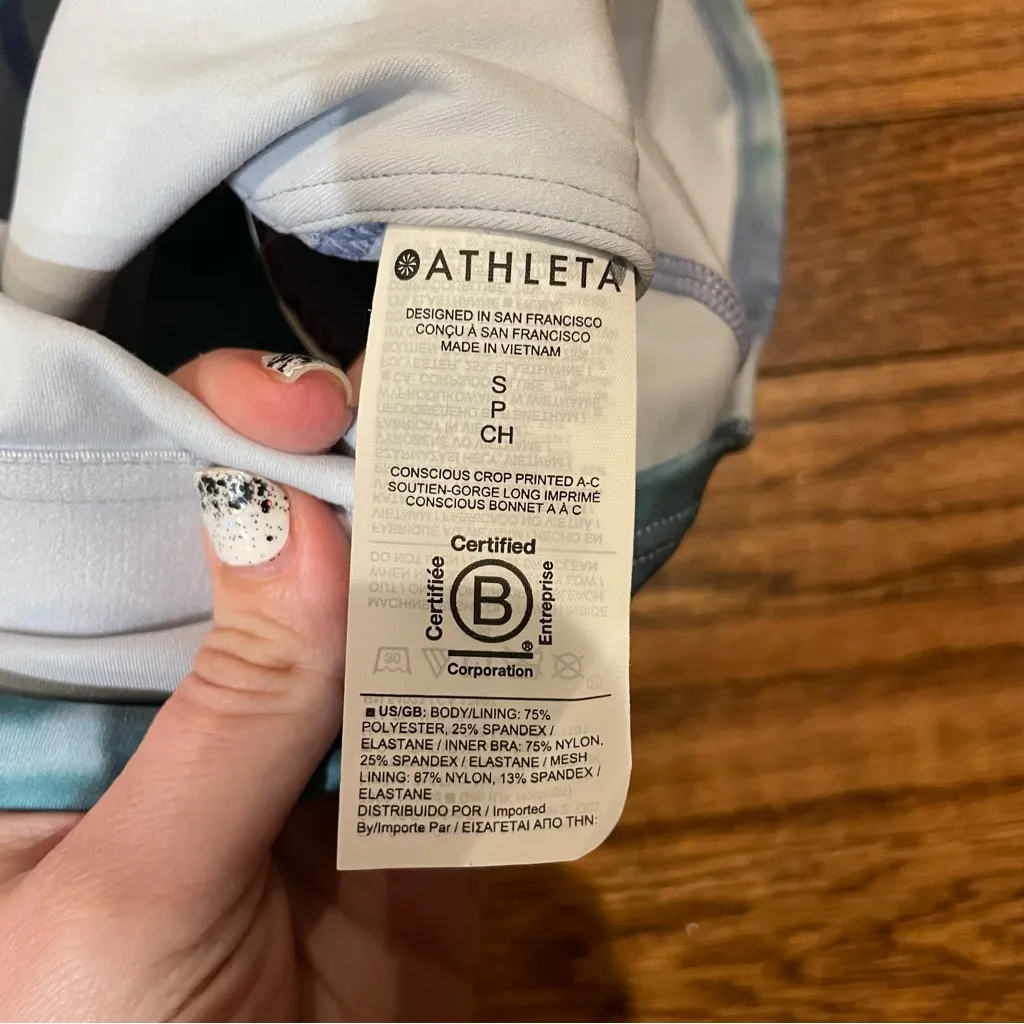 ATHLETA
DESIGNED IN SAN FRANCISCO
CONÇU À SAN FRANCISCO
MADE IN VIETNAM
S
P
CH
CONSCIOUS CROP PRINTED A-C
SOUTIEN-GORGE LONG IMPRIMÉ
CONSCIOUS BONNET A À C
Certified
Certifiée
B
Entreprise
®
Corporation
US/GB: BODY/LINING: 75%
POLYESTER, 25% SPANDEX /
ELASTANE / INNER BRA: 75% NYLON,
25% SPANDEX / ELASTANE / MESH
LINING: 87% NYLON, 13% SPANDEX /
ELASTANE
DISTRIBUIDO POR / Imported
By/Importe Par / ΕΙΣΑΓΕΤΑΙ ΑΠΟ ΤΗΝ: